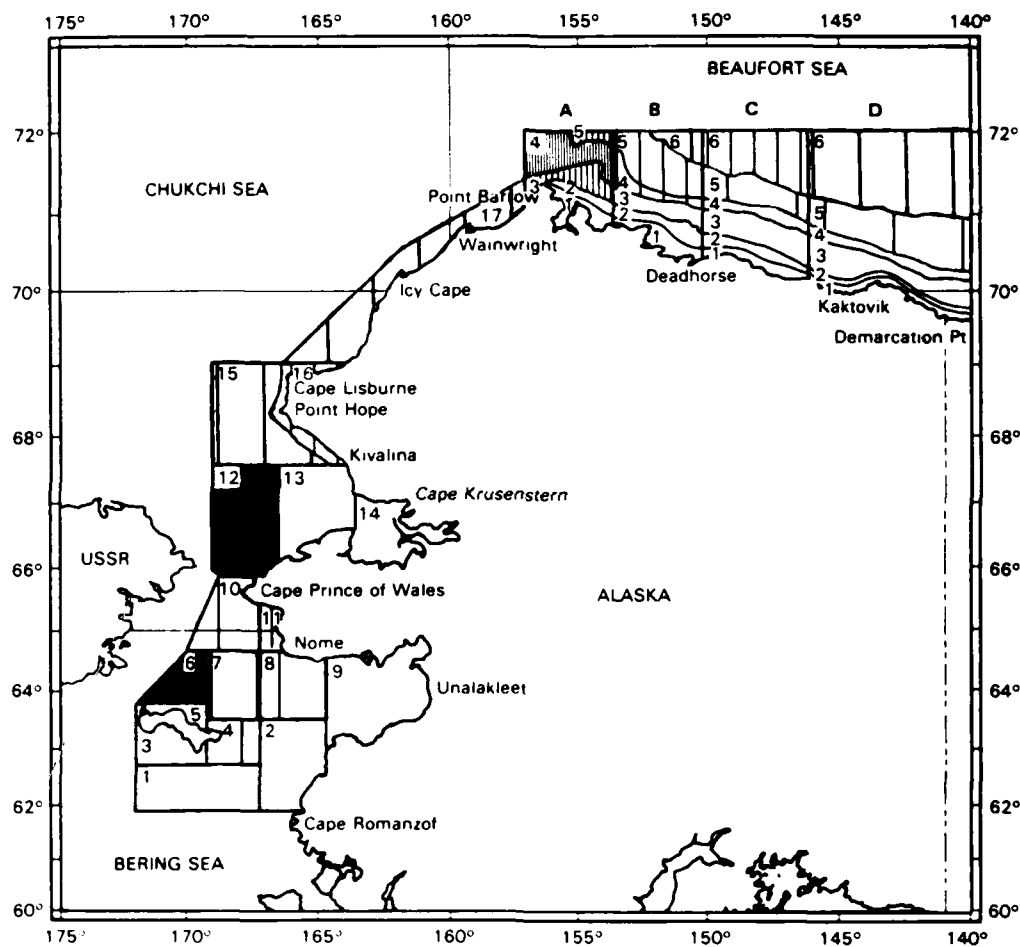 175° 170° 165° 160° 155° 150° 145° 140°
BEAUFORT SEA
A B C D
72° 72°
5 5 6 6 6
4
CHUKCHI SEA
Point Barrow 3 2 4 5 5
17 1 3 4 4
2 3 3
Wainwright 1 2 2
1 1
Deadhorse
Icy Cape
70° 70°
Kaktovik
Demarcation Pt
15 16
Cape Lisburne
Point Hope
68° 68°
Kivalina
12 13
Cape Krusenstern
14
USSR
66° 66°
10 Cape Prince of Wales
ALASKA
11
Nome
6 7 8 9
64° 64°
Unalakleet
5
3 4 2
1
62° 62°
Cape Romanzof
BERING SEA
60° 60°
175° 170° 165° 160° 155° 150° 145° 140°